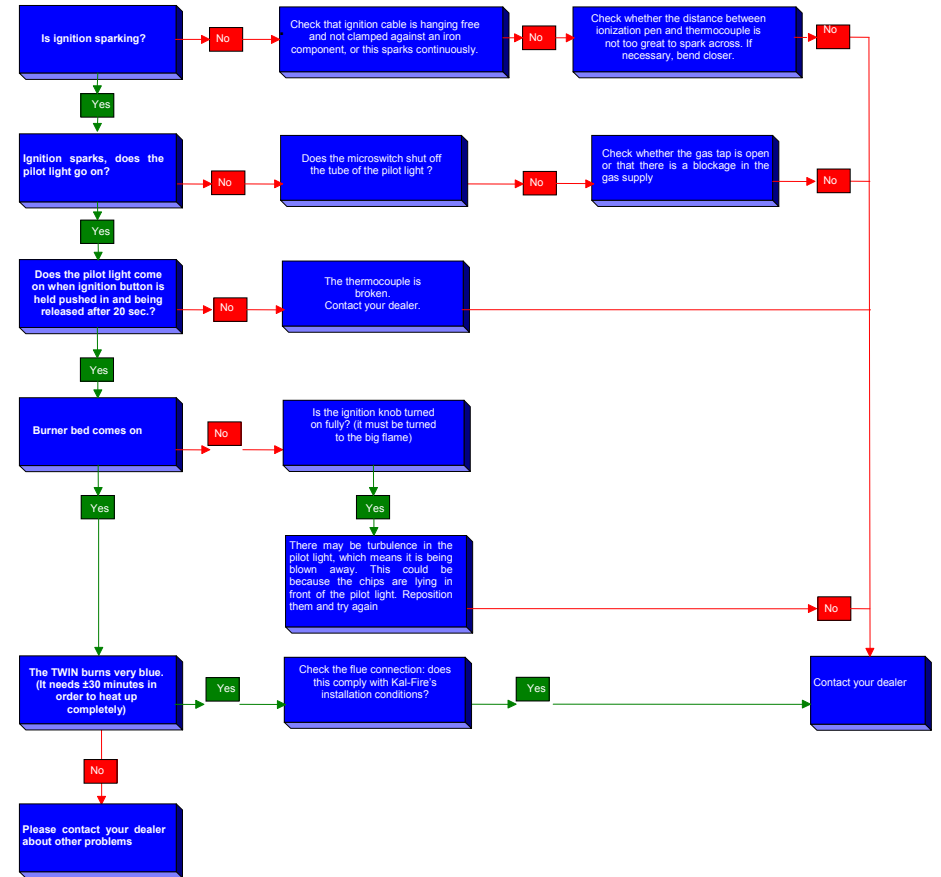 Is ignition sparking?
No
Check that ignition cable is hanging free
and not clamped against an iron
component, or this sparks continuously.
No
Check whether the distance between
ionization pen and thermocouple is
not too great to spark across. If
necessary, bend closer.
No
Yes
Ignition sparks, does the
pilot light go on?
No
Does the microswitch shut off
the tube of the pilot light ?
No
Check whether the gas tap is open
or that there is a blockage in the
gas supply
No
Yes
Does the pilot light come
on when ignition button is
held pushed in and being
released after 20 sec.?
No
The thermocouple is
broken.
Contact your dealer.
Yes
Burner bed comes on
No
Is the ignition knob turned
on fully? (it must be turned
to the big flame)
Yes
Yes
There may be turbulence in the
pilot light, which means it is being
blown away. This could be
because the chips are lying in
front of the pilot light. Reposition
them and try again
No
The TWIN burns very blue.
(It needs ±30 minutes in
order to heat up
completely)
Yes
Check the flue connection: does
this comply with Kal-Fire's
installation conditions?
Yes
Contact your dealer
No
Please contact your dealer
about other problems